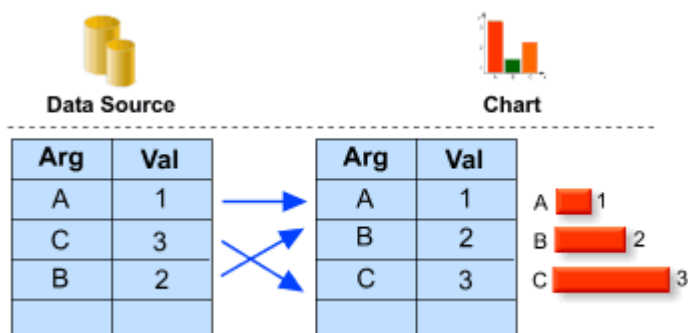 Data Source Chart
Arg Val Arg Val
A 1 A 1 A 1
C 3 B 2 B 2
B 2 C 3 C 3